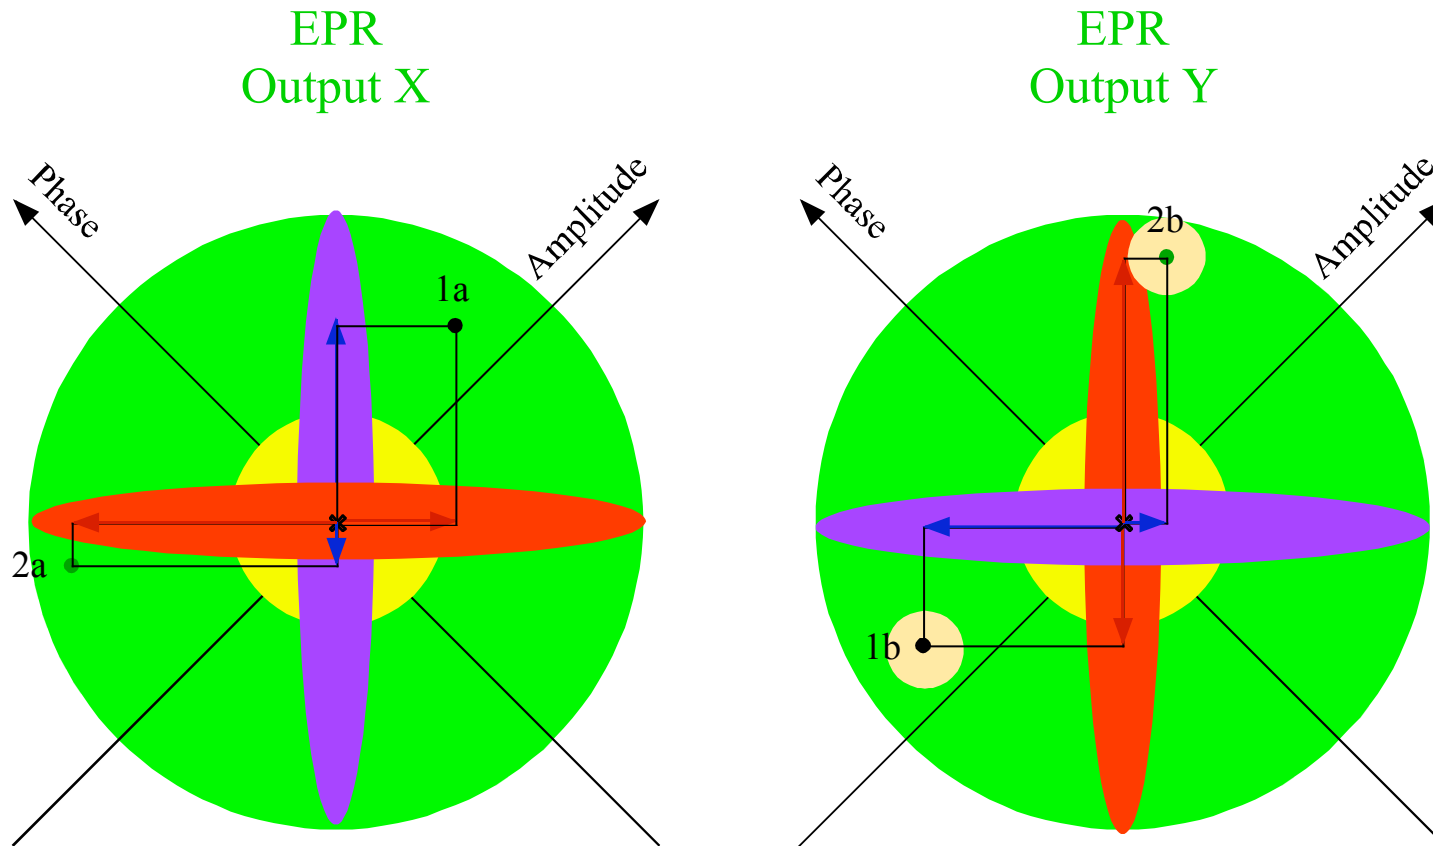 EPR
Output X
Phase
Amplitude
1a
2a
EPR
Output Y
Phase
Amplitude
2b
1b